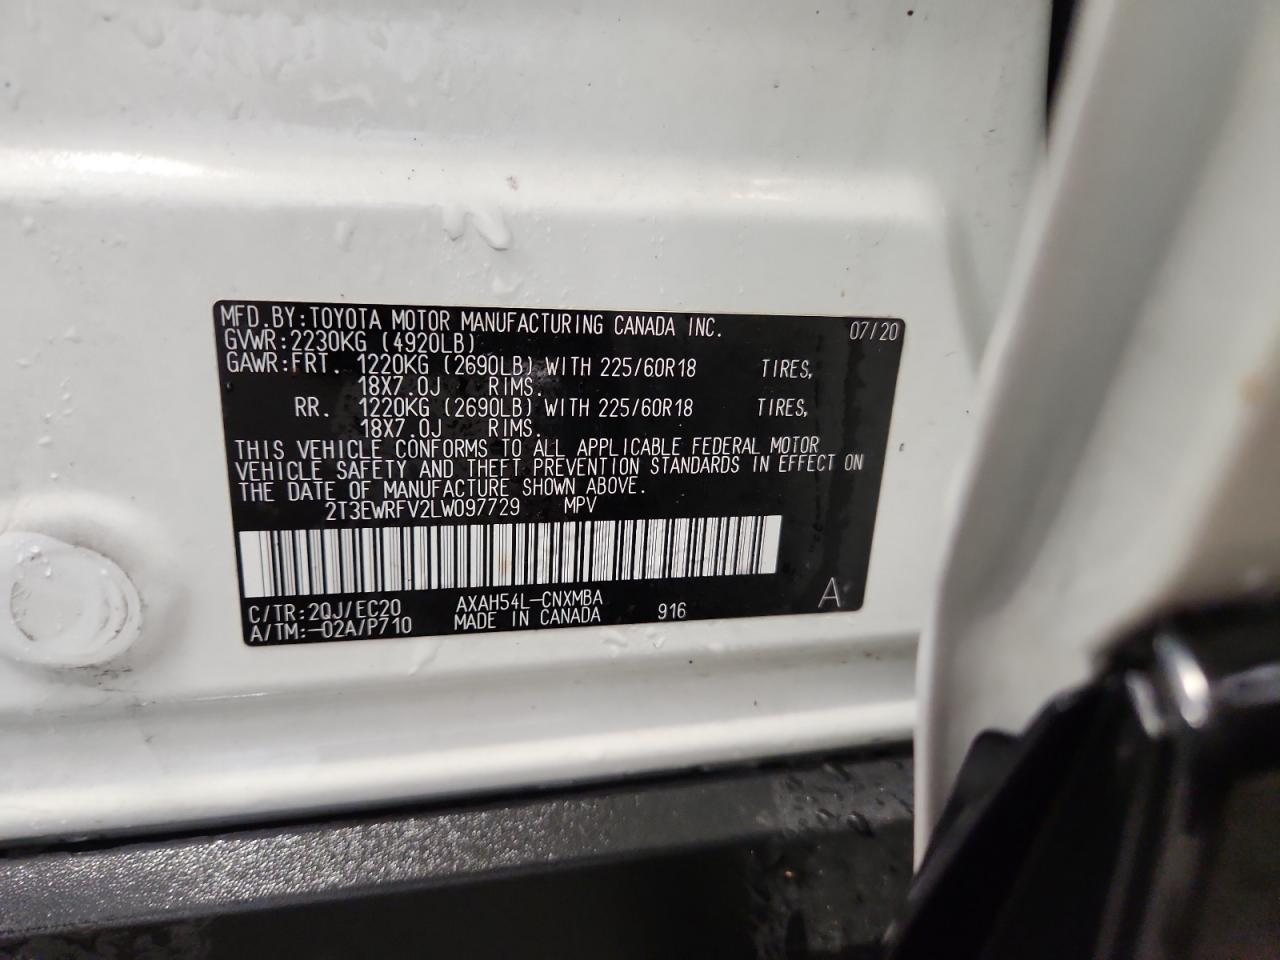 MFD.BY:TOYOTA MOTOR MANUFACTURING CANADA INC. 07/20
GVWR:2230KG (4920LB)
GAWR:FRT. 1220KG (2690LB) WITH 225/60R18 TIRES,
18X7.0J RIMS.
RR. 1220KG (2690LB) WITH 225/60R18 TIRES,
18X7.0J RIMS.
THIS VEHICLE CONFORMS TO ALL APPLICABLE FEDERAL MOTOR
VEHICLE SAFETY AND THEFT PREVENTION STANDARDS IN EFFECT ON
THE DATE OF MANUFACTURE SHOWN ABOVE.
2T3EWRFV2LW097729 MPV
C/TR:2QJ/EC20 AXAH54L-CNXMBA 916 A
A/TM:-02A/P710 MADE IN CANADA